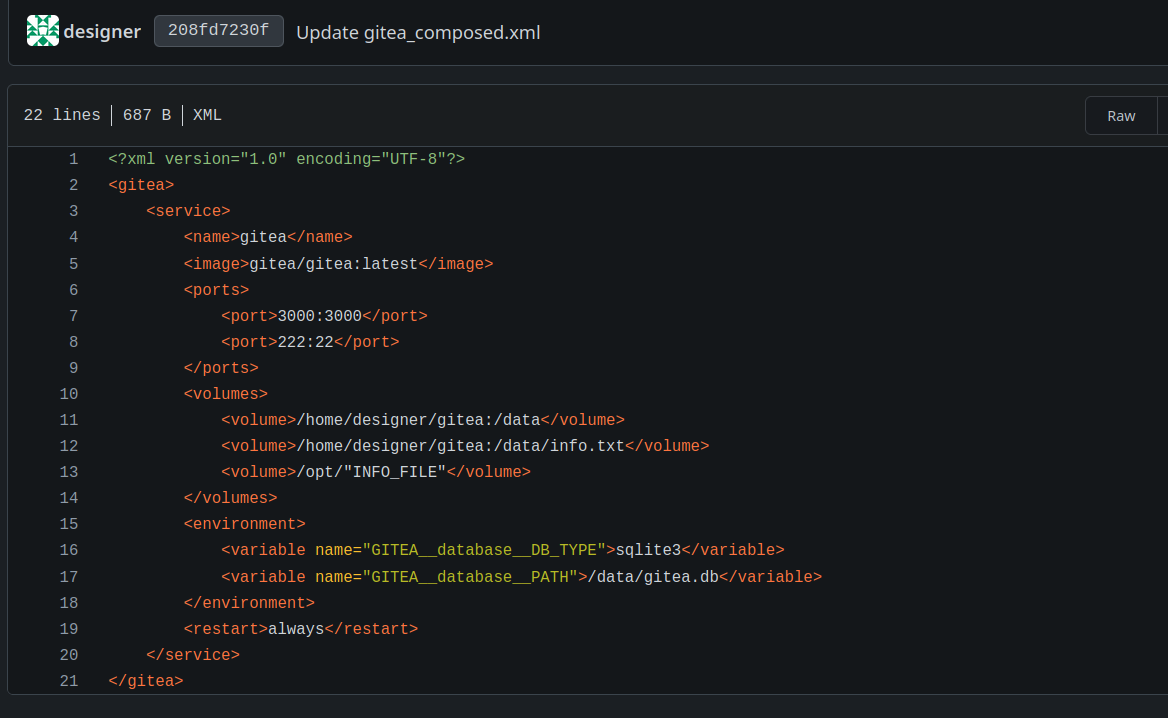 designer 208fd7230f Update gitea_composed.xml
22 lines | 687 B | XML Raw
1 <?xml version="1.0" encoding="UTF-8"?>
2 <gitea>
3     <service>
4         <name>gitea</name>
5         <image>gitea/gitea:latest</image>
6         <ports>
7             <port>3000:3000</port>
8             <port>222:22</port>
9         </ports>
10         <volumes>
11             <volume>/home/designer/gitea:/data</volume>
12             <volume>/home/designer/gitea:/data/info.txt</volume>
13             <volume>/opt/"INFO_FILE"</volume>
14         </volumes>
15         <environment>
16             <variable name="GITEA__database__DB_TYPE">sqlite3</variable>
17             <variable name="GITEA__database__PATH">/data/gitea.db</variable>
18         </environment>
19         <restart>always</restart>
20     </service>
21 </gitea>